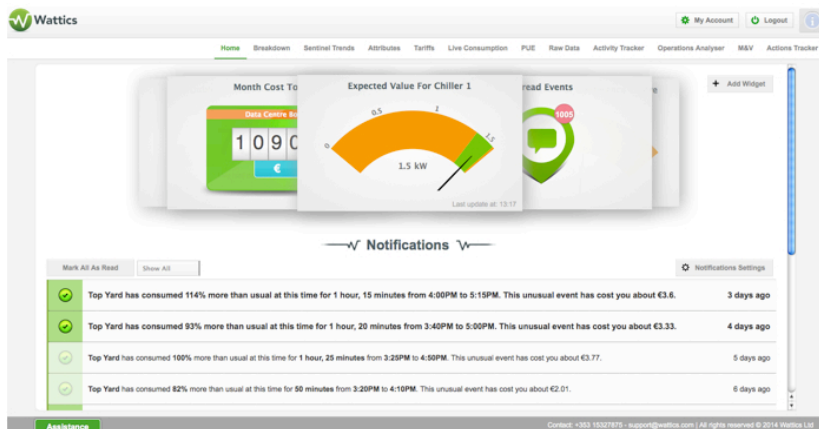 Wattics
My Account
Logout
Home Breakdown Sentinel Trends Attributes Tariffs Live Consumption PUE Raw Data Activity Tracker Operations Analyser M&V Actions Tracker
Month Cost To
Expected Value For Chiller 1
read Events
Add Widget
Data Centre
1 0 9 0
€
0 0.5 1 1.5
1.5 kW
Last update at: 13:17
1005
Notifications
Mark All As Read
Show All
Notifications Settings
Top Yard has consumed 114% more than usual at this time for 1 hour, 15 minutes from 4:00PM to 5:15PM. This unusual event has cost you about €3.6. 3 days ago
Top Yard has consumed 93% more than usual at this time for 1 hour, 20 minutes from 3:40PM to 5:00PM. This unusual event has cost you about €3.33. 4 days ago
Top Yard has consumed 100% more than usual at this time for 1 hour, 25 minutes from 3:25PM to 4:50PM. This unusual event has cost you about €3.77. 5 days ago
Top Yard has consumed 82% more than usual at this time for 50 minutes from 3:20PM to 4:10PM. This unusual event has cost you about €2.01. 6 days ago
Assistance
Contact: +353 15327875 - support@wattics.com | All rights reserved © 2014 Wattics Ltd